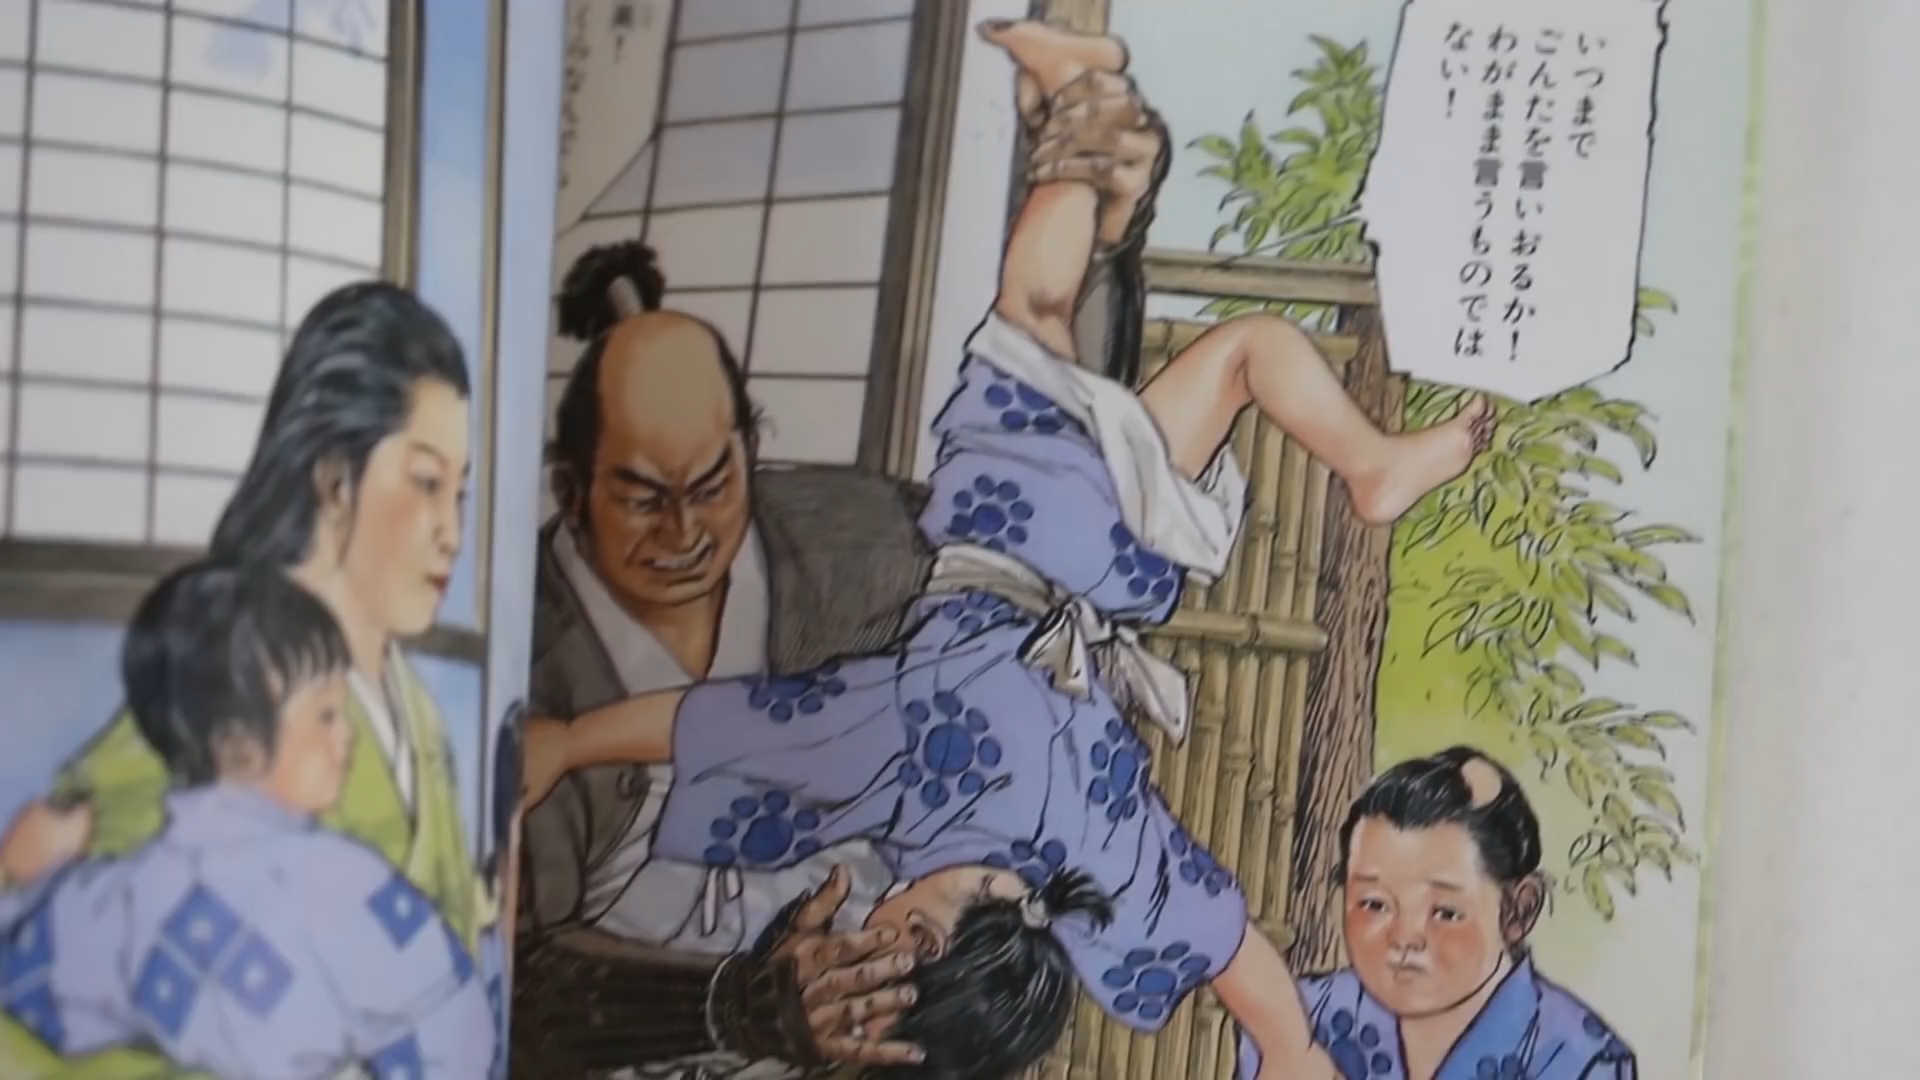 いつまで
ごんたを言いおるか！
わがまま言うものでは
ない！